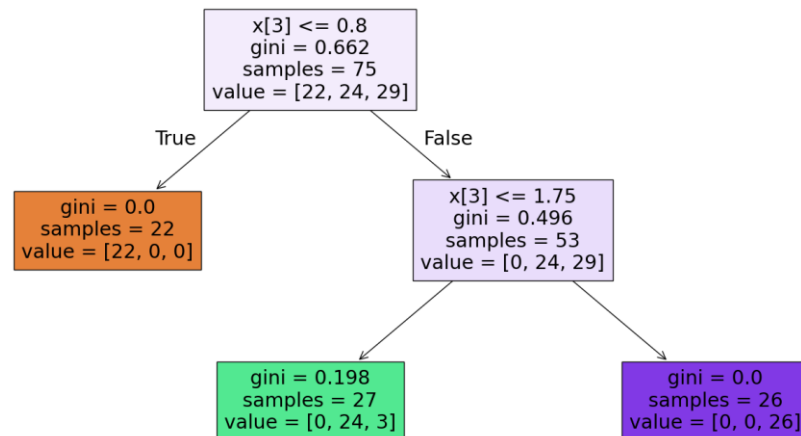 x[3] <= 0.8
gini = 0.662
samples = 75
value = [22, 24, 29]
True
False
gini = 0.0
samples = 22
value = [22, 0, 0]
x[3] <= 1.75
gini = 0.496
samples = 53
value = [0, 24, 29]
gini = 0.198
samples = 27
value = [0, 24, 3]
gini = 0.0
samples = 26
value = [0, 0, 26]